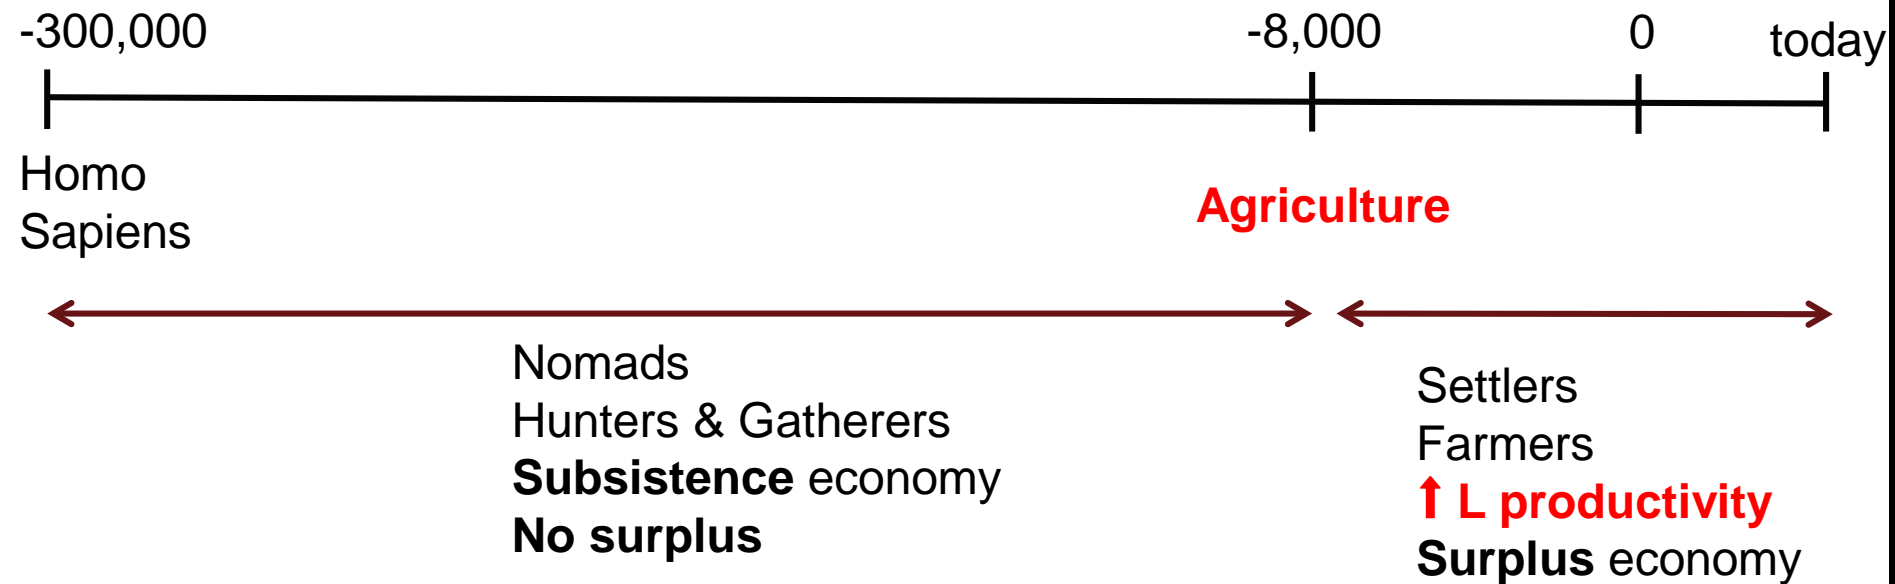 -300,000
-8,000
0
today
Homo
Sapiens
Agriculture
Nomads
Hunters & Gatherers
Subsistence economy
No surplus
Settlers
Farmers
⬆ L productivity
Surplus economy